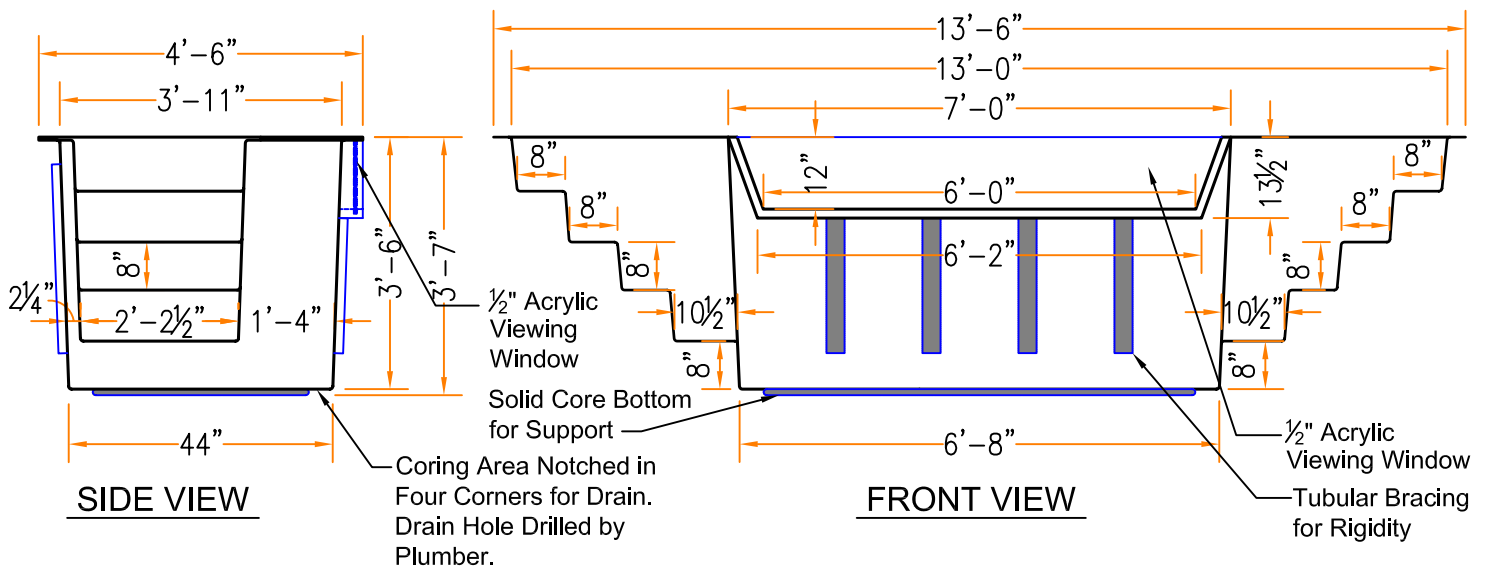 4’-6”
3’-11”
13’-6”
13’-0”
7’-0”
8”
8”
12”
6’-0”
13½”
8”
8”
8”
3’-6”
3’-7”
6’-2”
8”
8”
2¼”
2’-2½”
1’-4”
½" Acrylic
Viewing
Window
10½”
10½”
8”
8”
Solid Core Bottom
for Support
44”
6’-8”
½" Acrylic
Viewing Window
Coring Area Notched in
Four Corners for Drain.
Drain Hole Drilled by
Plumber.
SIDE VIEW
FRONT VIEW
Tubular Bracing
for Rigidity